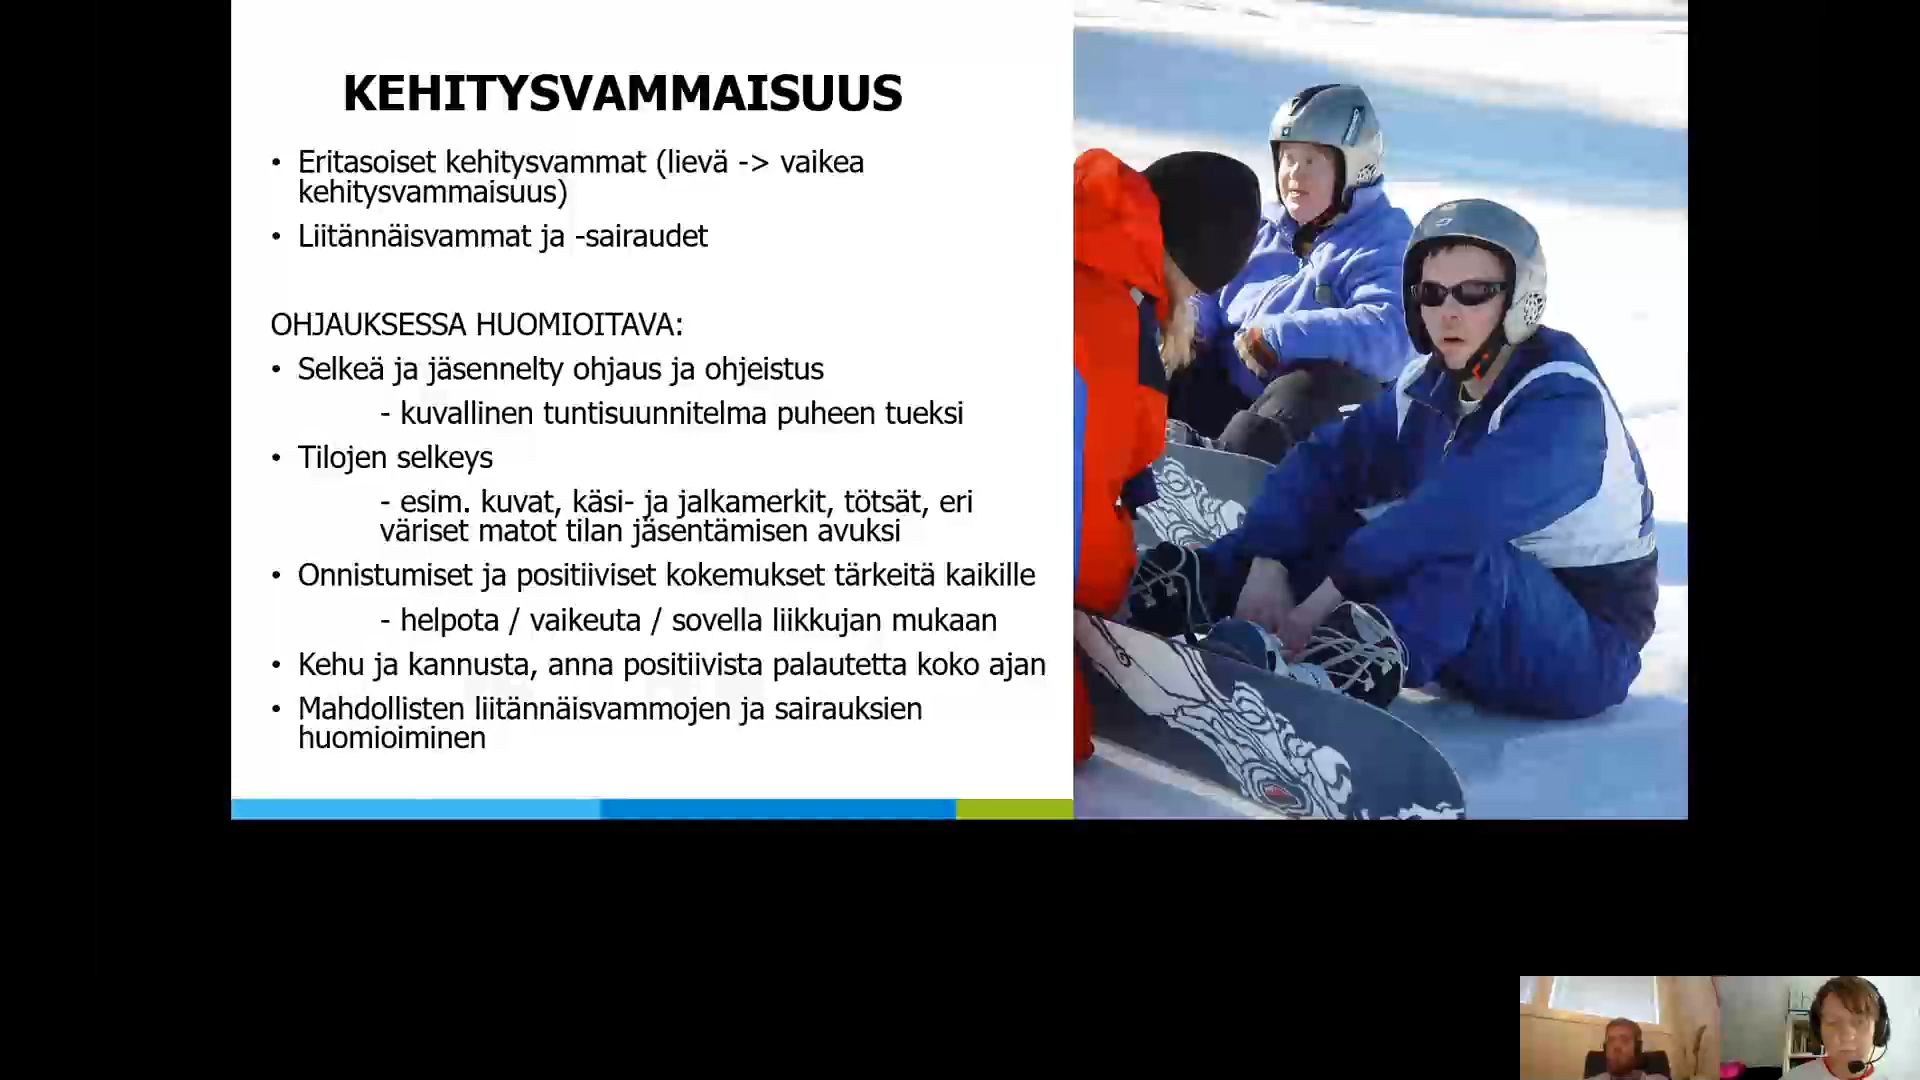 KEHITYSVAMMAISUUS
• Eritasoiset kehitysvammat (lievä -> vaikea
kehitysvammaisuus)
• Liitännäisvammat ja -sairaudet
OHJAUKSESSA HUOMIOITAVA:
• Selkeä ja jäsennelty ohjaus ja ohjeistus
- kuvallinen tuntisuunnitelma puheen tueksi
• Tilojen selkeys
- esim. kuvat, käsi- ja jalkamerkit, tötsät, eri
väriset matot tilan jäsentämisen avuksi
• Onnistumiset ja positiiviset kokemukset tärkeitä kaikille
- helpota / vaikeuta / sovella liikkujan mukaan
• Kehu ja kannusta, anna positiivista palautetta koko ajan
• Mahdollisten liitännäisvammojen ja sairauksien
huomioiminen